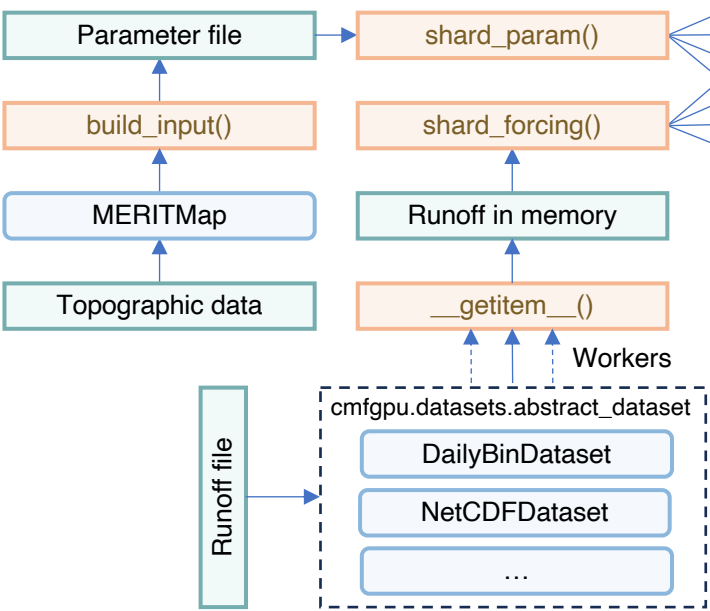 Parameter file
shard_param()
build_input()
shard_forcing()
MERITMap
Runoff in memory
Topographic data
__getitem__()
Workers
Runoff file
cmfgpu.datasets.abstract_dataset
DailyBinDataset
NetCDFDataset
...